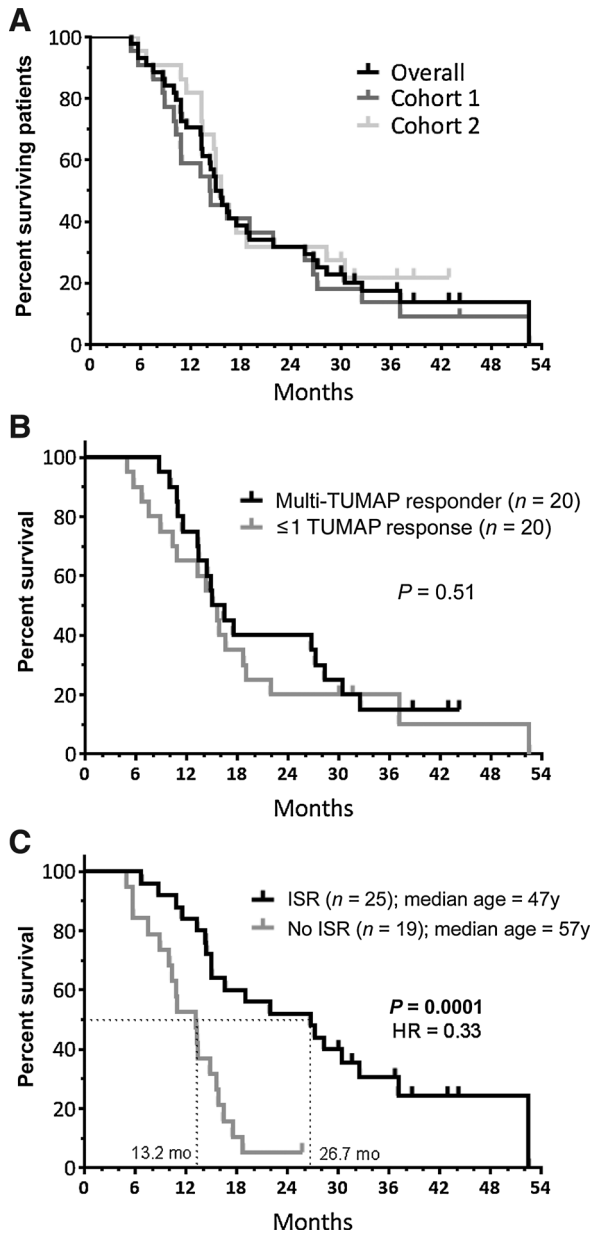 A
100
80
60
40
20
0
Percent surviving patients
Overall
Cohort 1
Cohort 2
0 6 12 18 24 30 36 42 48 54
Months
B
100
80
60
40
20
0
Percent survival
Multi-TUMAP responder (n = 20)
≤1 TUMAP response (n = 20)
P = 0.51
0 6 12 18 24 30 36 42 48 54
Months
C
100
80
60
40
20
0
Percent survival
ISR (n = 25); median age = 47y
No ISR (n = 19); median age = 57y
P = 0.0001
HR = 0.33
13.2 mo 26.7 mo
0 6 12 18 24 30 36 42 48 54
Months